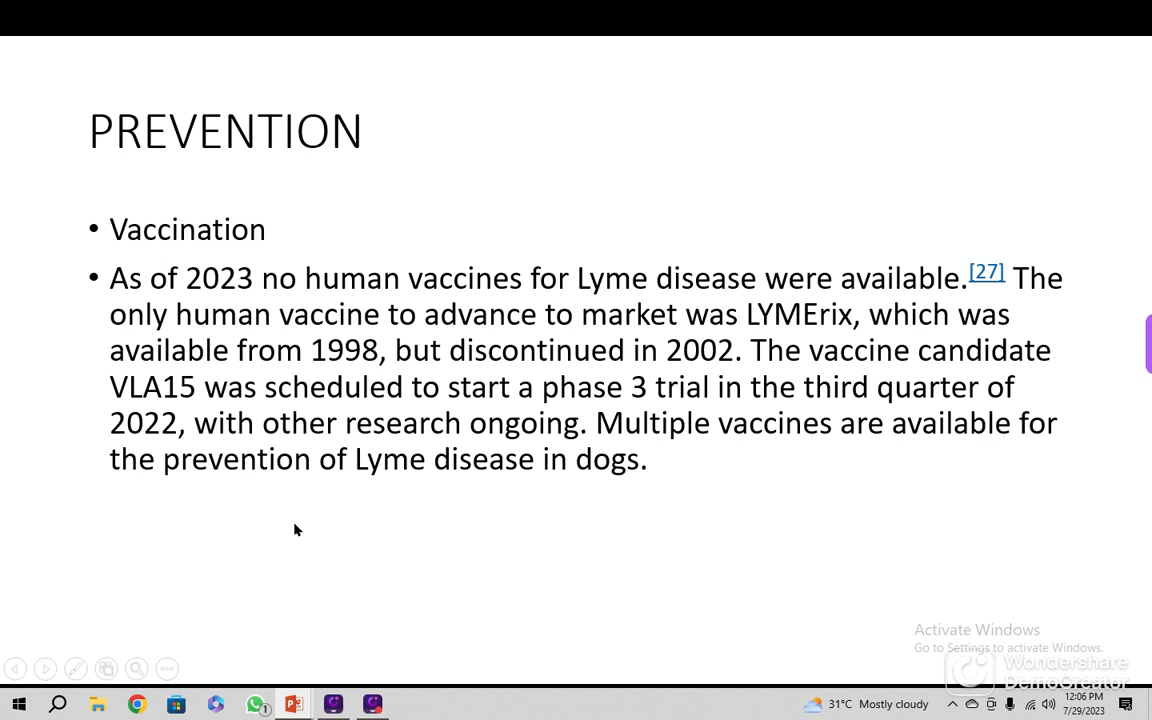 PREVENTION
• Vaccination
• As of 2023 no human vaccines for Lyme disease were available.[27] The
only human vaccine to advance to market was LYMErix, which was
available from 1998, but discontinued in 2002. The vaccine candidate
VLA15 was scheduled to start a phase 3 trial in the third quarter of
2022, with other research ongoing. Multiple vaccines are available for
the prevention of Lyme disease in dogs.
Activate Windows
Go to Settings to activate Windows.
Wondershare
DemoCreator
1
31°C Mostly cloudy
12:06 PM
7/29/2023